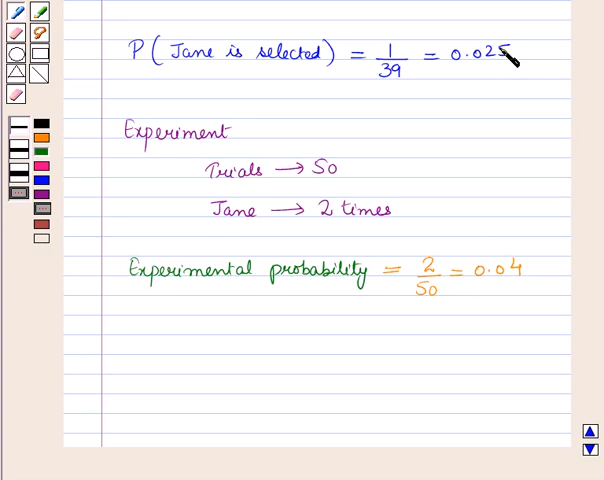 P ( Jane is selected ) = 1/39 = 0.025
Experiment
Trials → 50
Jane → 2 times
Experimental probability = 2/50 = 0.04